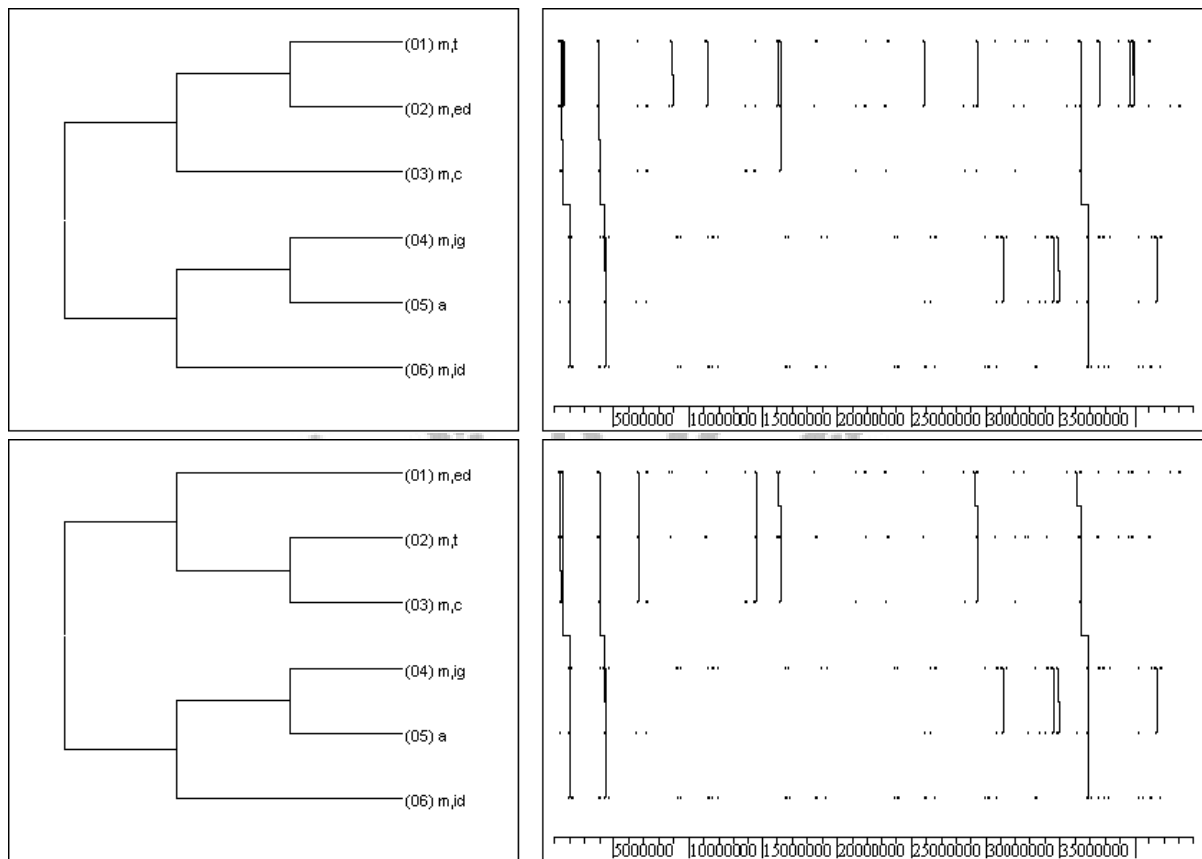 (01) m,t
(02) m,ed
(03) m,c
(04) m,ig
(05) a
(06) m,id
5000000 10000000 15000000 20000000 25000000 30000000 35000000
(01) m,ed
(02) m,t
(03) m,c
(04) m,ig
(05) a
(06) m,id
5000000 10000000 15000000 20000000 25000000 30000000 35000000